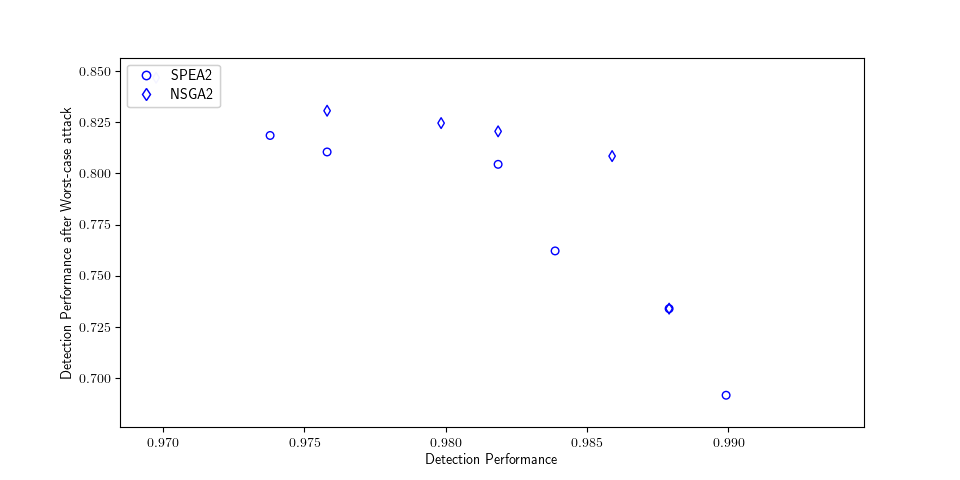 SPEA2
NSGA2
0.850
0.825
0.800
0.775
0.750
0.725
0.700
Detection Performance after Worst-case attack
0.970 0.975 0.980 0.985 0.990
Detection Performance